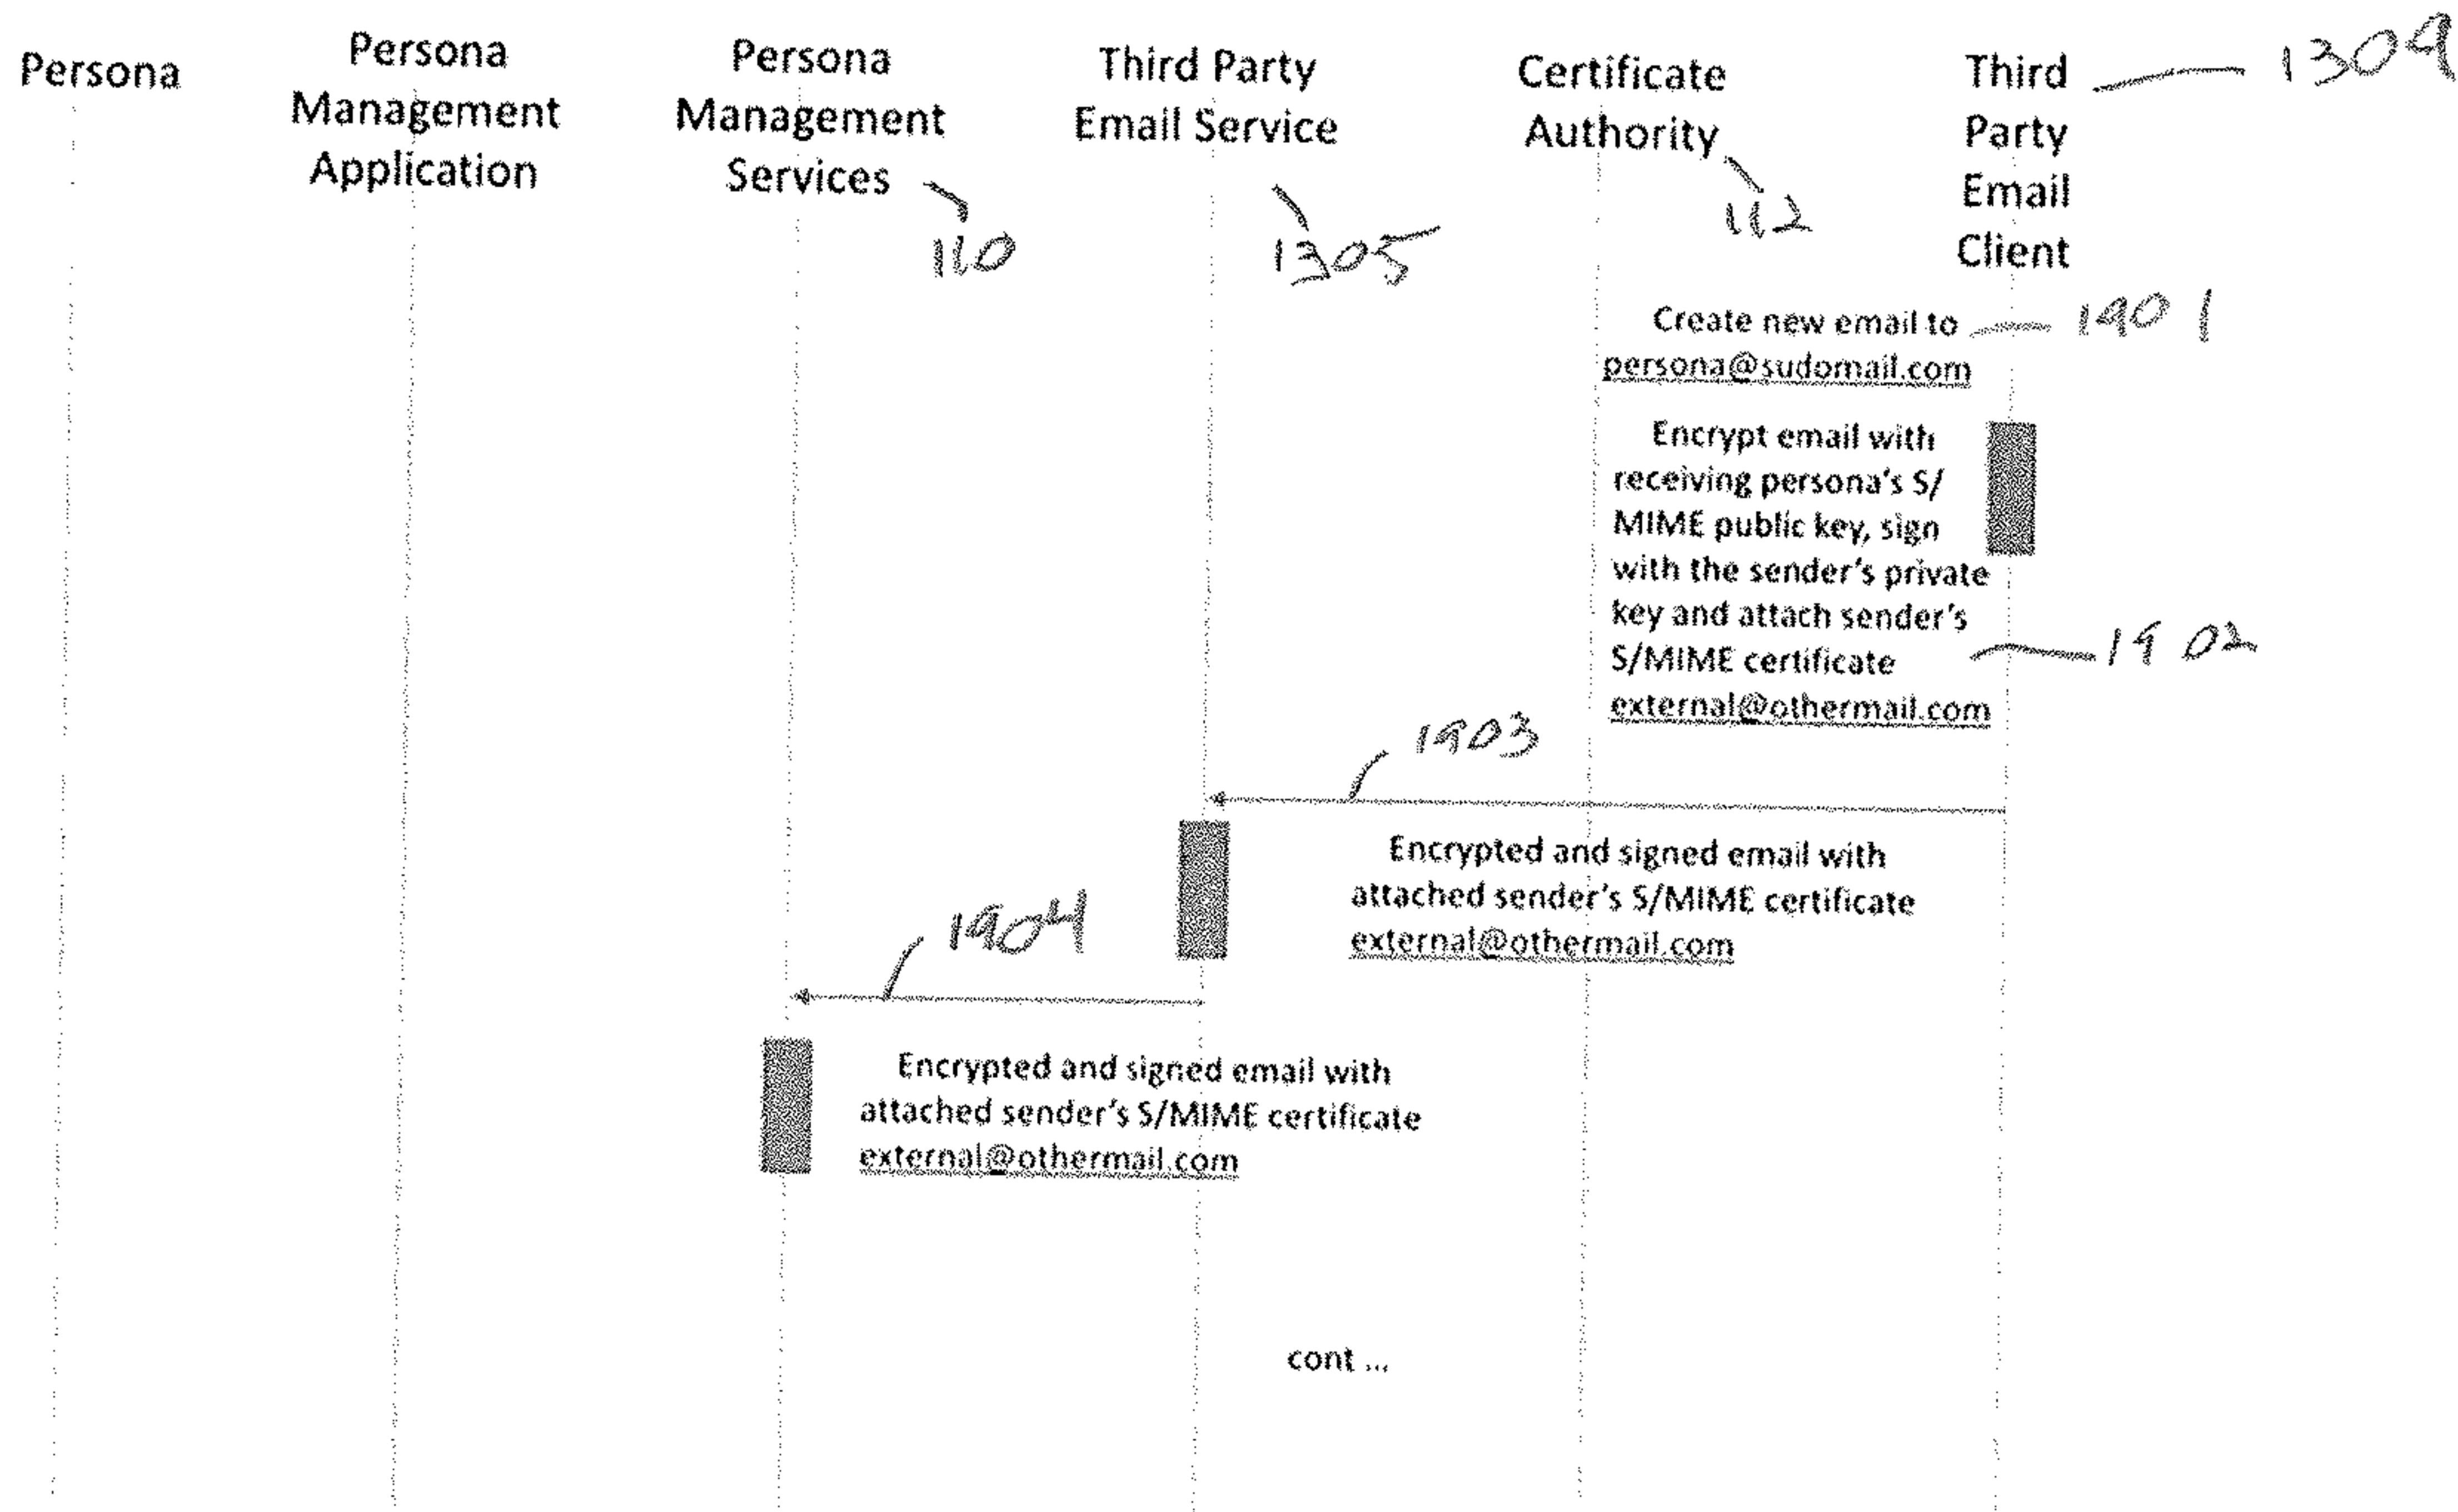 Persona
Persona
Management
Application
Persona
Management
Services
110
Third Party
Email Service
1305
Certificate
Authority
112
Third
Party
Email
Client
1309
Create new email to
persona@sudomail.com
1901
Encrypt email with
receiving persona's S/
MIME public key, sign
with the sender's private
key and attach sender's
S/MIME certificate
external@othermail.com
1902
1903
Encrypted and signed email with
attached sender's S/MIME certificate
external@othermail.com
1904
Encrypted and signed email with
attached sender's S/MIME certificate
external@othermail.com
cont ...